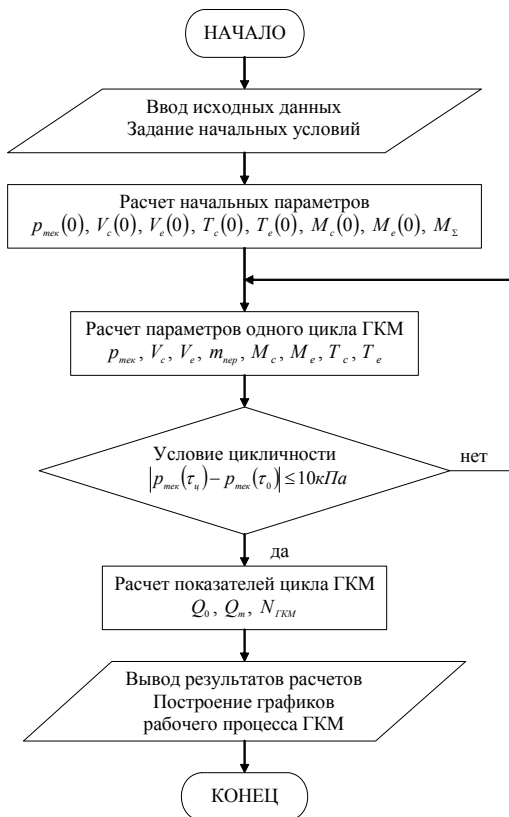 НАЧАЛО
Ввод исходных данных
Задание начальных условий
Расчет начальных параметров
p_тек(0), V_c(0), V_e(0), T_c(0), T_e(0), M_c(0), M_e(0), M_Σ
Расчет параметров одного цикла ГКМ
p_тек, V_c, V_e, m_пер, M_c, M_e, T_c, T_e
Условие цикличности
|p_тек(τ_ц) − p_тек(τ_0)| ≤ 10кПа
нет
да
Расчет показателей цикла ГКМ
Q_0, Q_т, N_ГКМ
Вывод результатов расчетов
Построение графиков
рабочего процесса ГКМ
КОНЕЦ